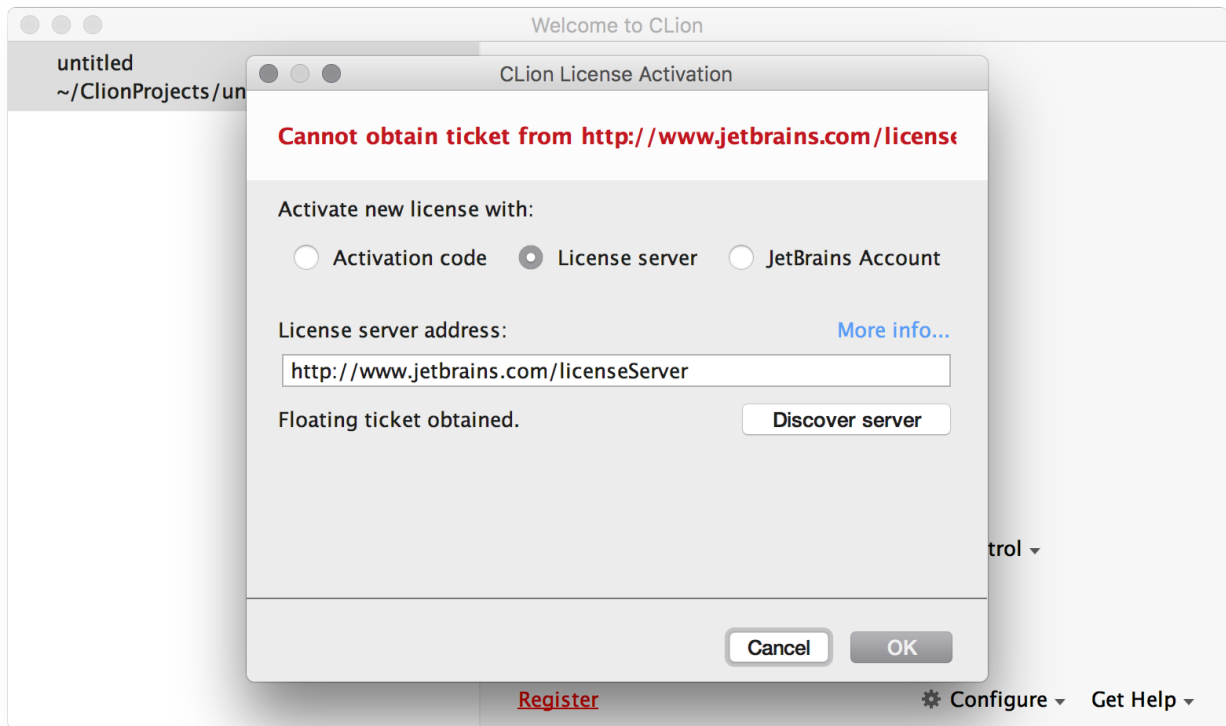 Welcome to CLion
untitled
~/ClionProjects/un
CLion License Activation
Cannot obtain ticket from http://www.jetbrains.com/license
Activate new license with:
Activation code License server JetBrains Account
License server address: More info...
http://www.jetbrains.com/licenseServer
Floating ticket obtained. Discover server
trol
Cancel OK
Register Configure Get Help